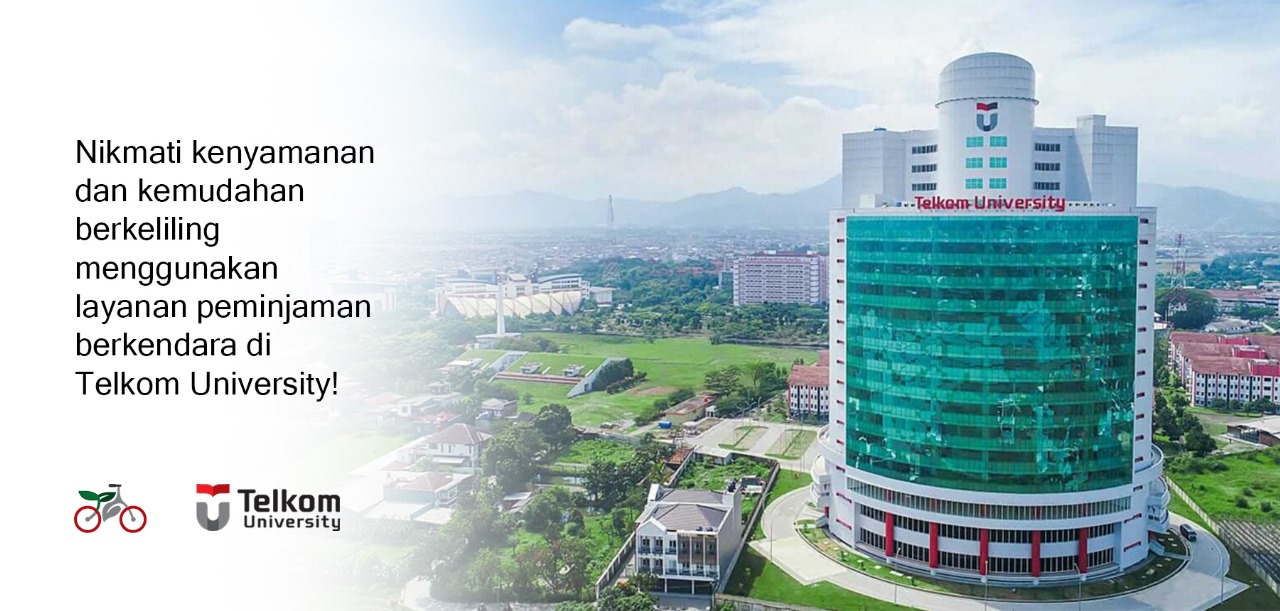 Nikmati kenyamanan
dan kemudahan
berkeliling
menggunakan
layanan peminjaman
berkendara di
Telkom University!
Telkom
University
Telkom University